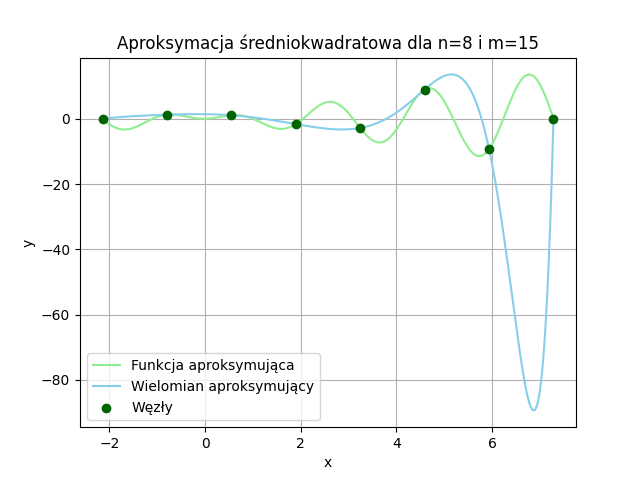 Aproksymacja średniokwadratowa dla n=8 i m=15
y
0
−20
−40
−60
−80
Funkcja aproksymująca
Wielomian aproksymujący
Węzły
−2
0
2
4
6
x